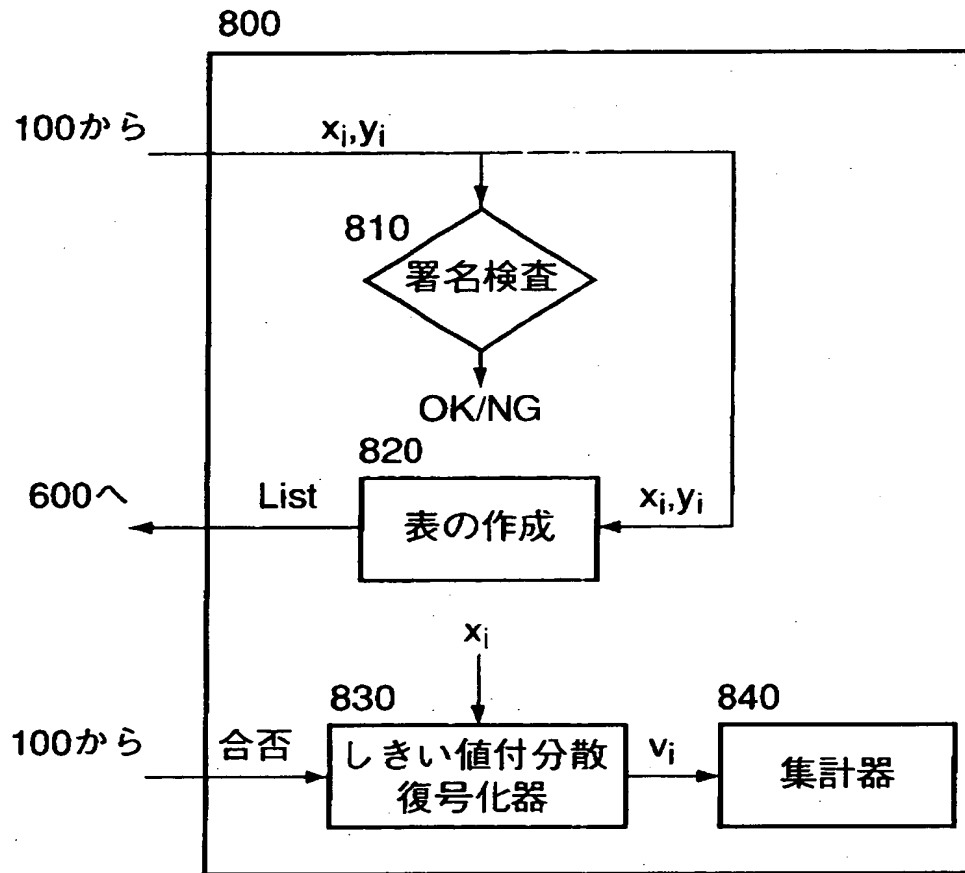 800
100から
xi,yi
810
署名検査
OK/NG
820
600へ
List
表の作成
xi,yi
xi
830
840
100から
合否
しきい値付分散
復号化器
vi
集計器